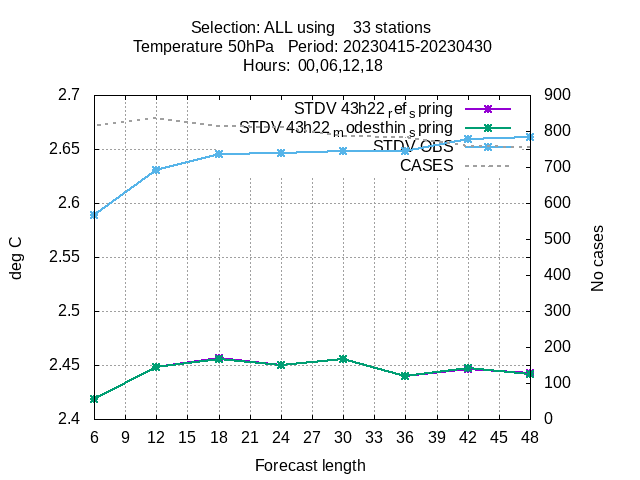 Selection: ALL using 33 stations
Temperature 50hPa Period: 20230415-20230430
Hours: 00,06,12,18
2.7
2.65
2.6
2.55
2.5
2.45
2.4
deg C
STDV 43h22_ref_spring
STDV 43h22_modesthin_spring
STDV OBS
CASES
900
800
700
600
500
400
300
200
100
0
No cases
6 9 12 15 18 21 24 27 30 33 36 39 42 45 48
Forecast length